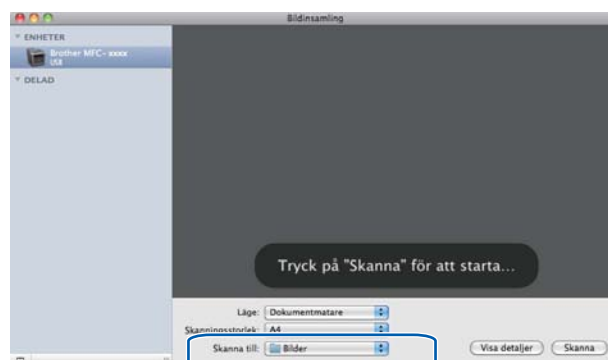 Bildinsamling
ENHETER
Brother MFC- xxxx
USB
DELAD
Tryck på "Skanna" för att starta...
Läge: Dokumentmatare
Skanningsstorlek: A4
Skanna till: Bilder
Visa detaljer
Skanna